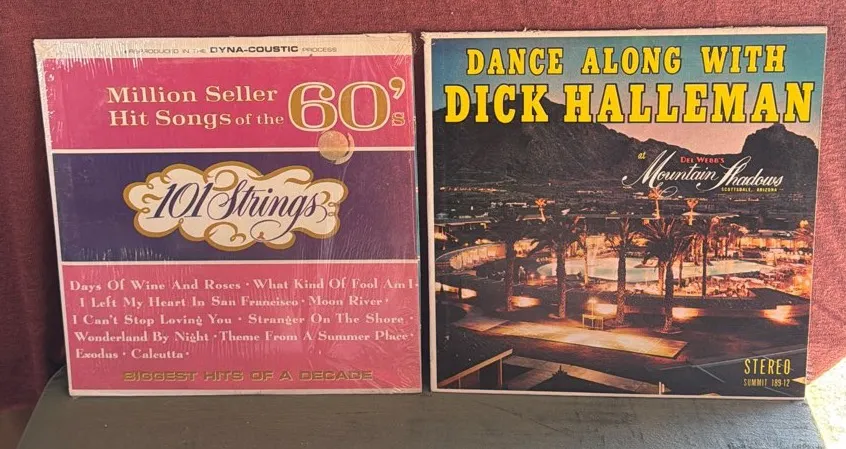 REPRODUCED IN THE DYNA-COUSTIC PROCESS
Million Seller
Hit Songs of the 60's
101 Strings
Days Of Wine And Roses • What Kind Of Fool Am I •
I Left My Heart In San Francisco • Moon River •
I Can't Stop Loving You • Stranger On The Shore •
Wonderland By Night • Theme From A Summer Place •
Exodus • Calcutta •
BIGGEST HITS OF A DECADE
DANCE ALONG WITH
DICK HALLEMAN
at DEL WEBB'S
Mountain Shadows
SCOTTSDALE, ARIZONA
STEREO
SUMMIT 189-12